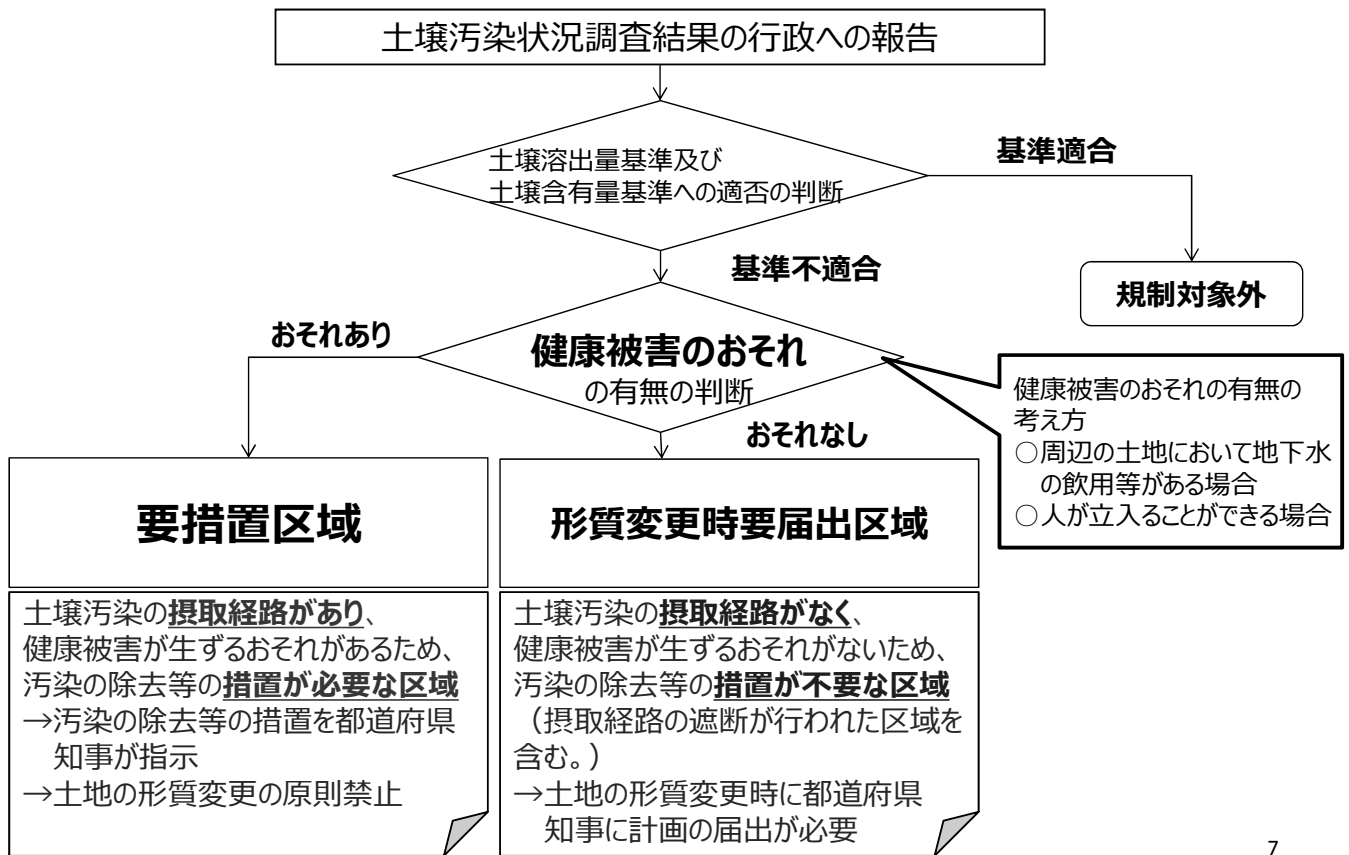 土壌汚染状況調査結果の行政への報告
土壌溶出量基準及び
土壌含有量基準への適否の判断
基準適合
規制対象外
基準不適合
健康被害のおそれ
の有無の判断
おそれあり
おそれなし
健康被害のおそれの有無の
考え方
○周辺の土地において地下水
の飲用等がある場合
○人が立入ることができる場合
要措置区域
土壌汚染の摂取経路があり、
健康被害が生ずるおそれがあるため、
汚染の除去等の措置が必要な区域
→汚染の除去等の措置を都道府県
知事が指示
→土地の形質変更の原則禁止
形質変更時要届出区域
土壌汚染の摂取経路がなく、
健康被害が生ずるおそれがないため、
汚染の除去等の措置が不要な区域
（摂取経路の遮断が行われた区域を
含む。）
→土地の形質変更時に都道府県
知事に計画の届出が必要
7